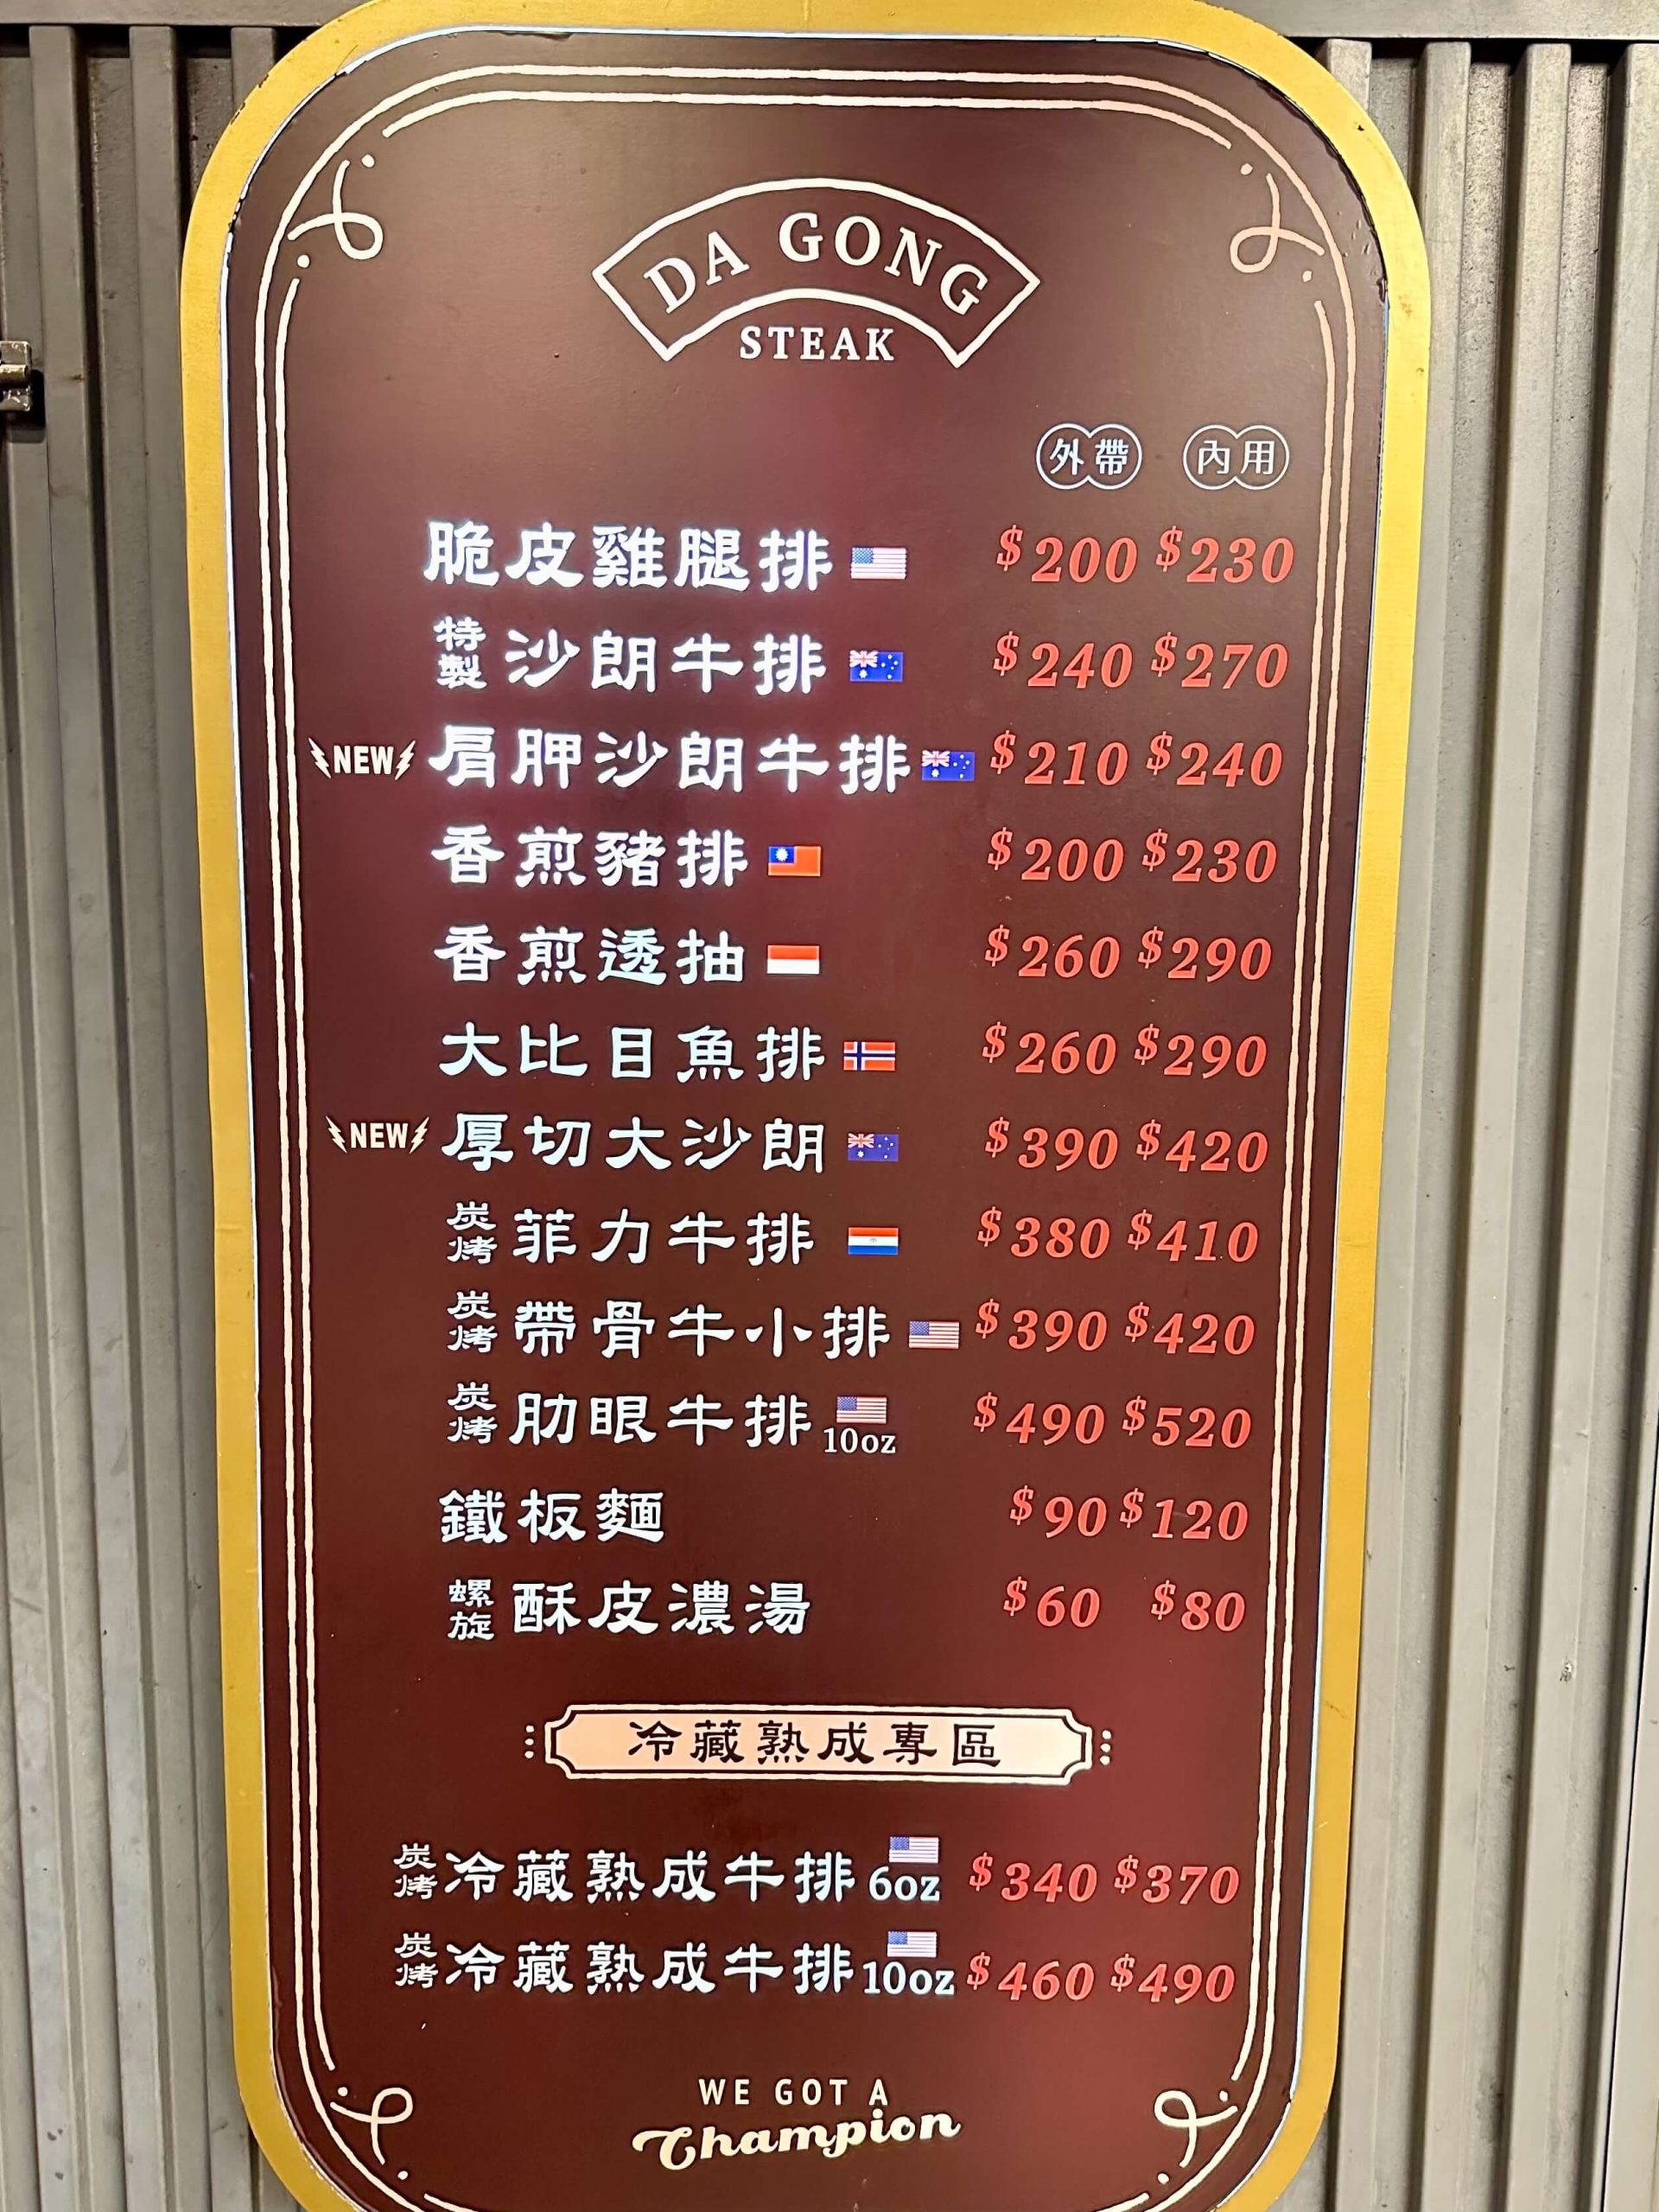 DA GONG
STEAK
外帶 內用
脆皮雞腿排 $200 $230
特製 沙朗牛排 $240 $270
NEW 肩胛沙朗牛排 $210 $240
香煎豬排 $200 $230
香煎透抽 $260 $290
大比目魚排 $260 $290
NEW 厚切大沙朗 $390 $420
炭烤 菲力牛排 $380 $410
炭烤 帶骨牛小排 $390 $420
炭烤 肋眼牛排 10oz $490 $520
鐵板麵 $90 $120
螺旋 酥皮濃湯 $60 $80
冷藏熟成專區
炭烤 冷藏熟成牛排 6oz $340 $370
炭烤 冷藏熟成牛排 10oz $460 $490
WE GOT A
Champion